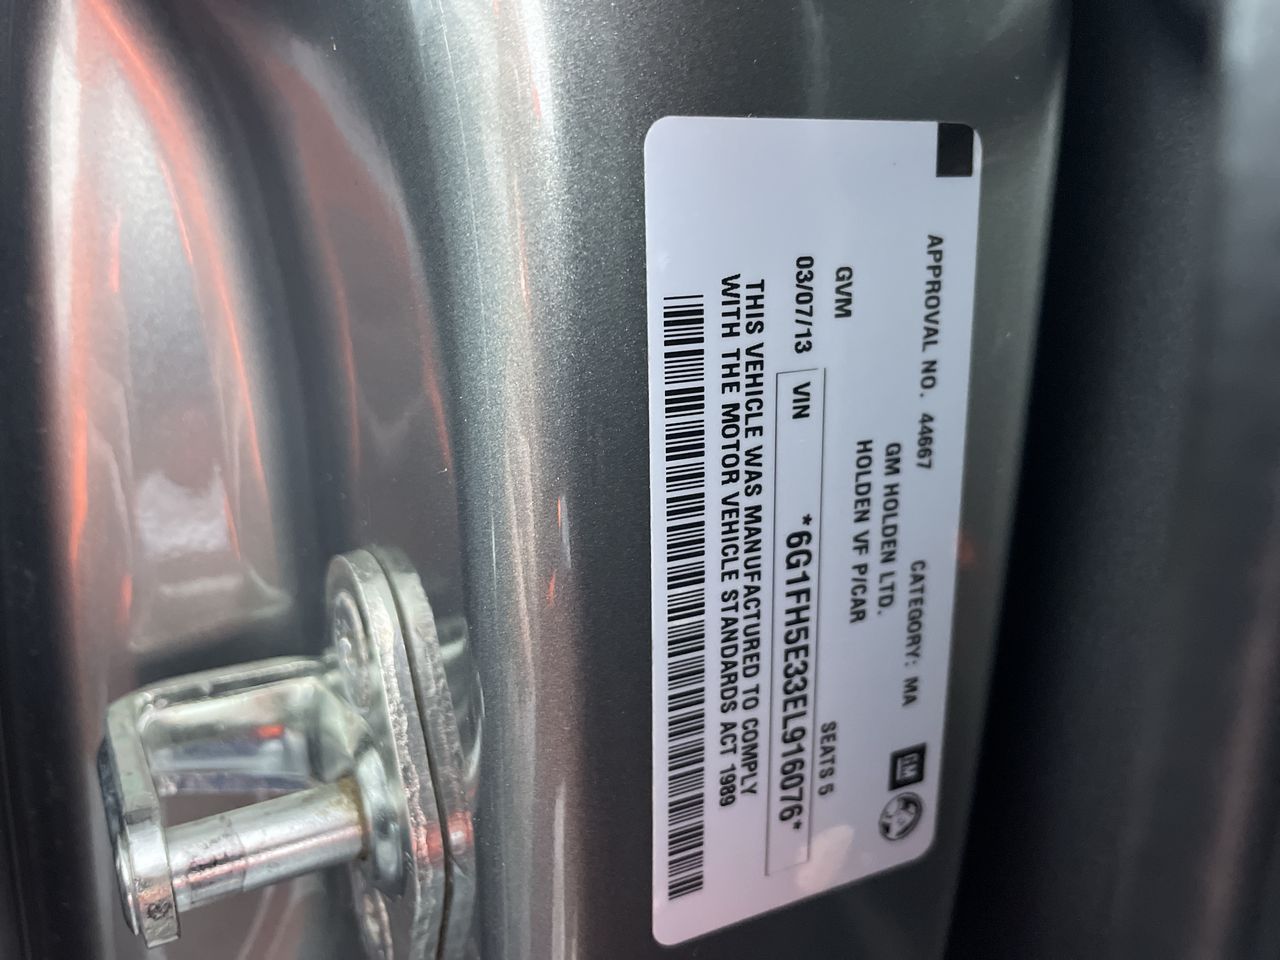 APPROVAL NO. 44667 CATEGORY: MA
GM HOLDEN LTD.
HOLDEN VF P/CAR
GM
GVM SEATS 5
03/07/13 VIN *6G1FH5E33EL916076*
THIS VEHICLE WAS MANUFACTURED TO COMPLY
WITH THE MOTOR VEHICLE STANDARDS ACT 1989